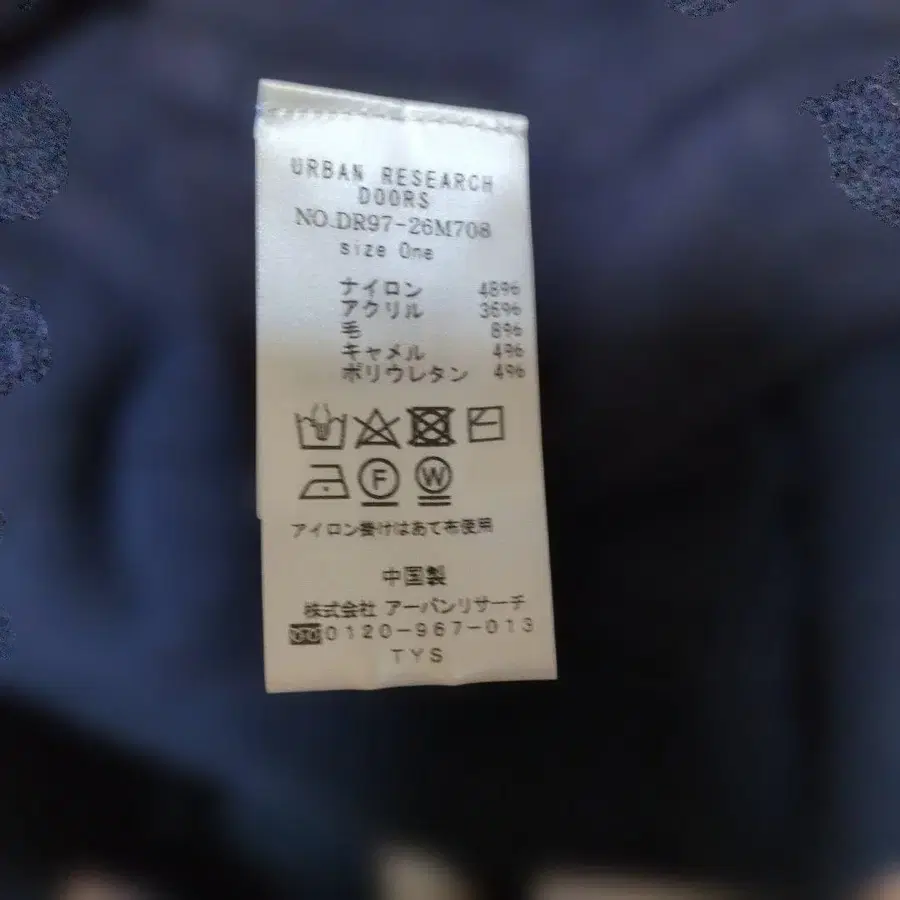 URBAN RESEARCH
DOORS
NO.DR97-26M708
size One
ナイロン 48%
アクリル 36%
毛 8%
キャメル 4%
ポリウレタン 4%
F W
アイロン掛けはあて布使用
中国製
株式会社 アーバンリサーチ
0120-967-013
TYS